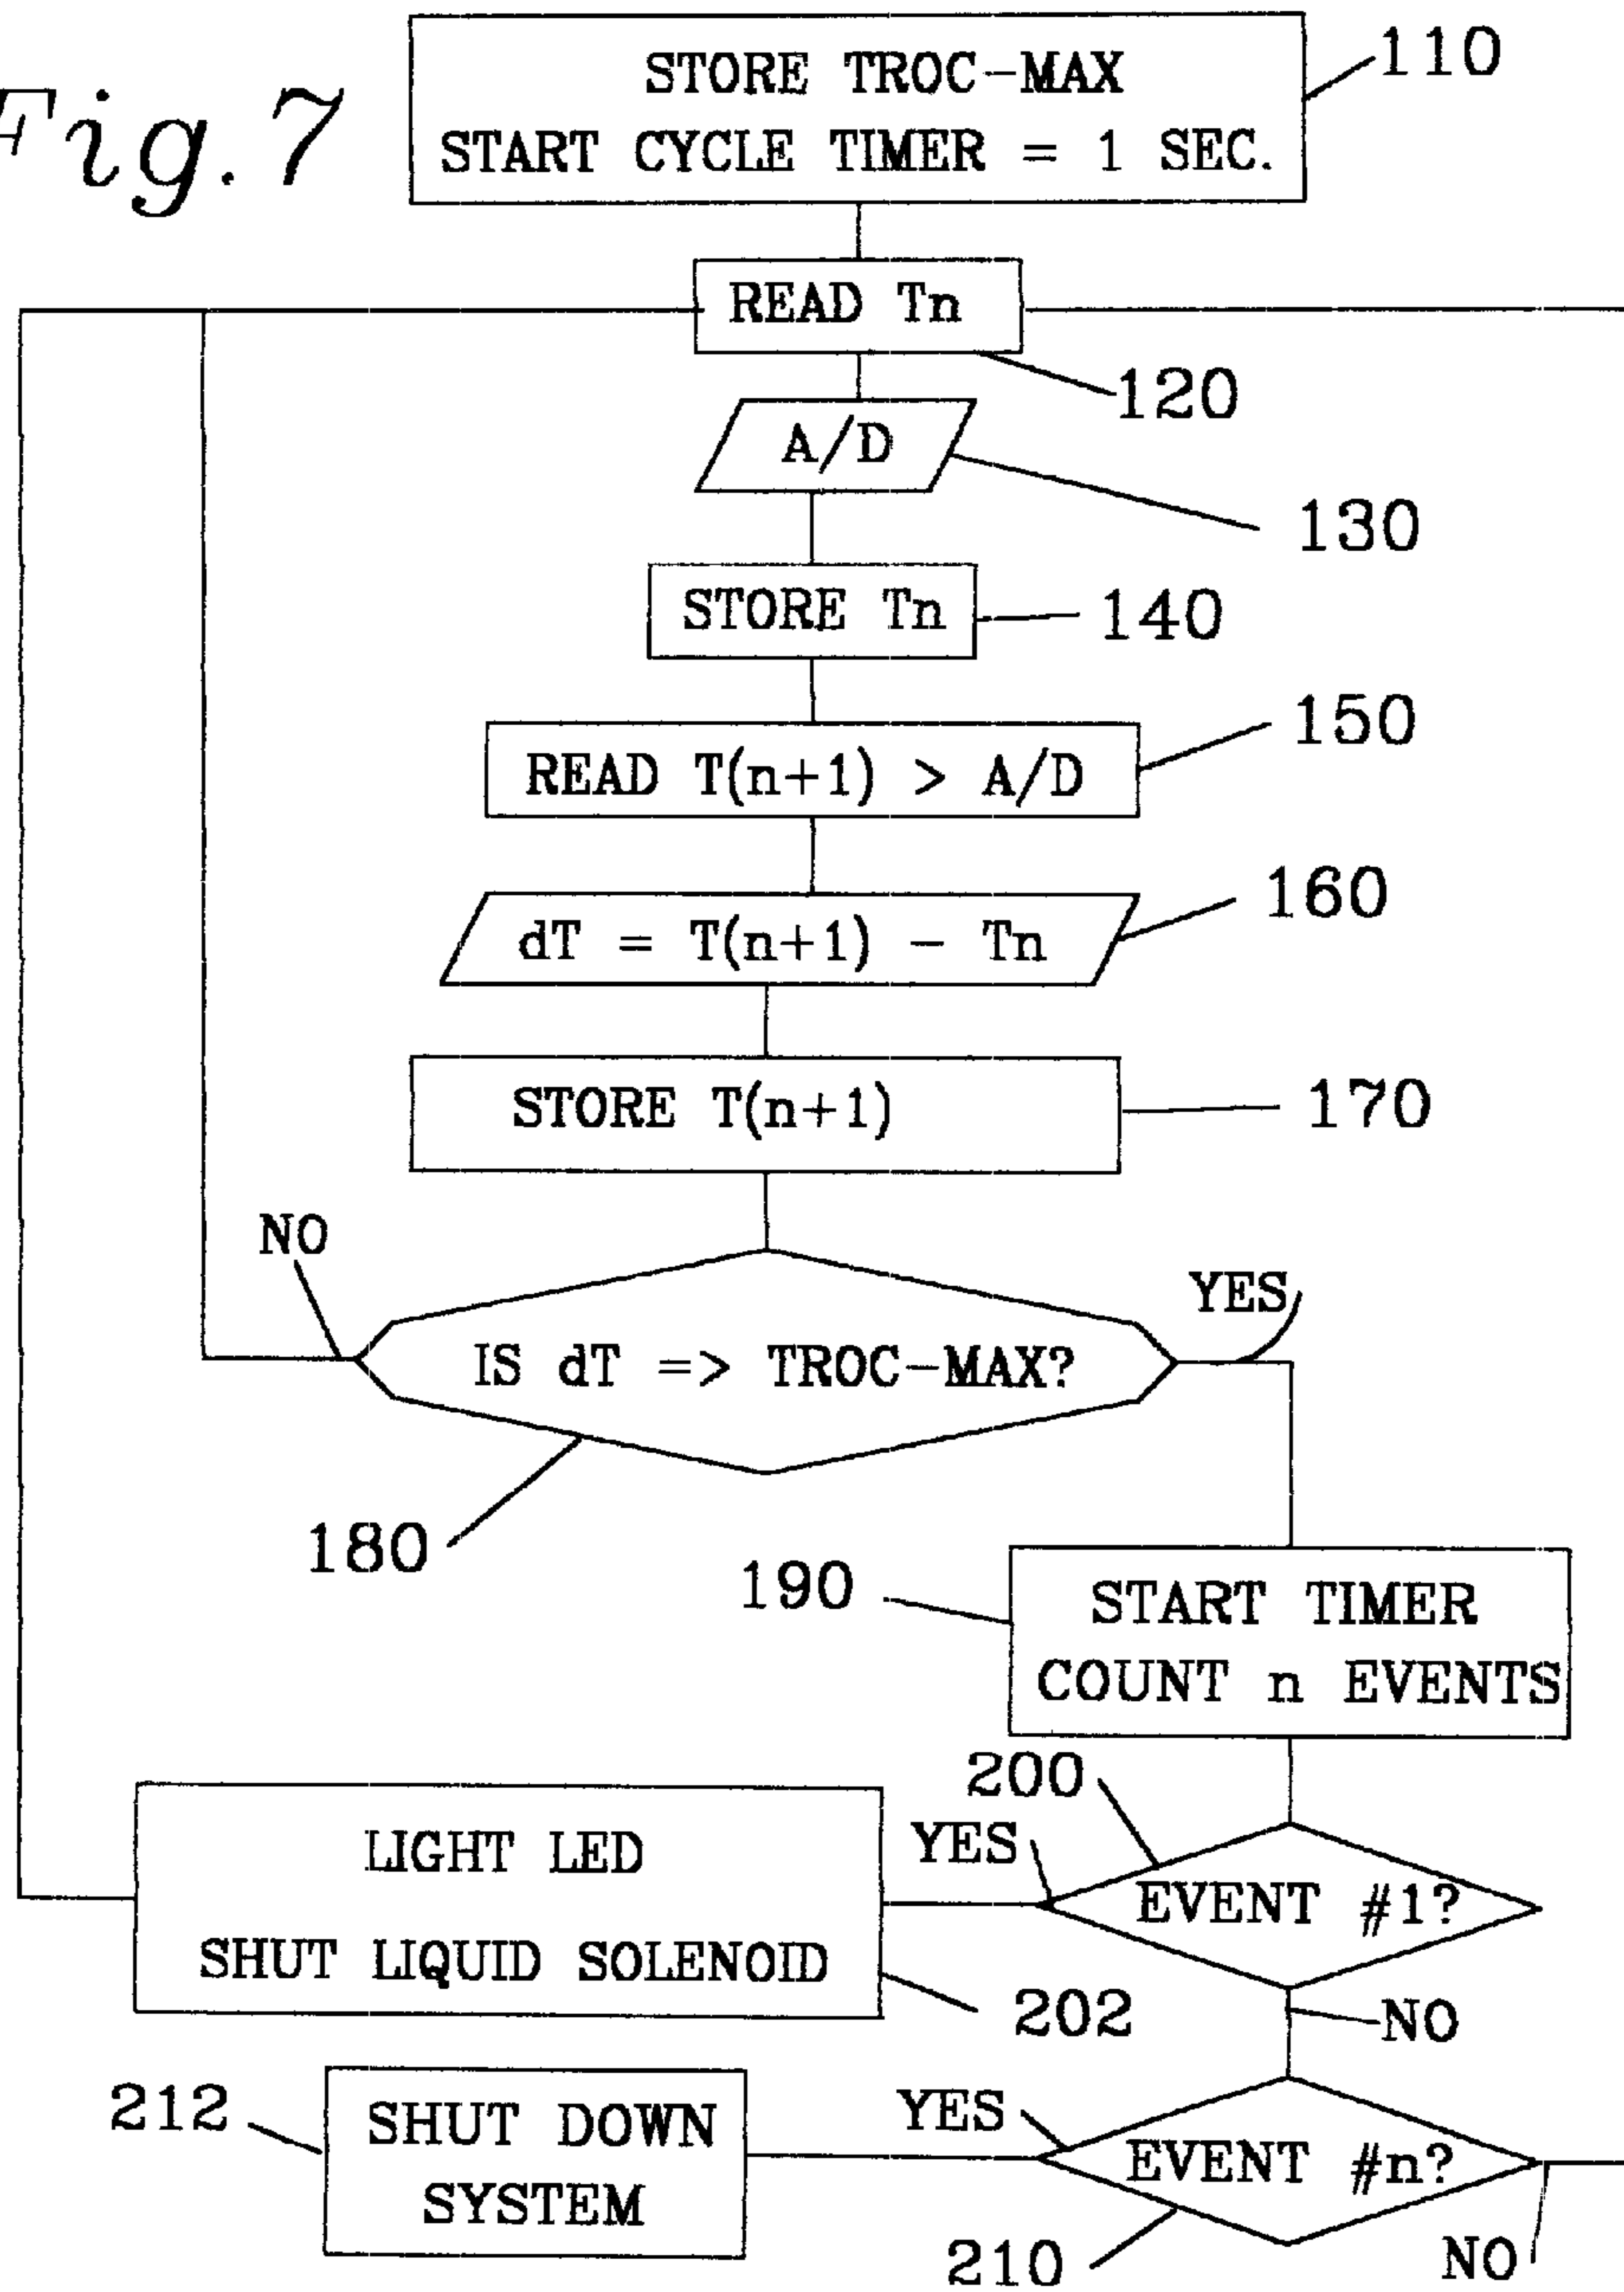 Fig. 7
STORE TROC-MAX
START CYCLE TIMER = 1 SEC.
110
READ Tn
120
A/D
130
STORE Tn
140
READ T(n+1) > A/D
150
dT = T(n+1) - Tn
160
STORE T(n+1)
170
NO
YES
IS dT => TROC-MAX?
180
190
START TIMER
COUNT n EVENTS
200
YES
EVENT #1?
LIGHT LED
SHUT LIQUID SOLENOID
202
NO
212
SHUT DOWN
SYSTEM
YES
EVENT #n?
210
NO